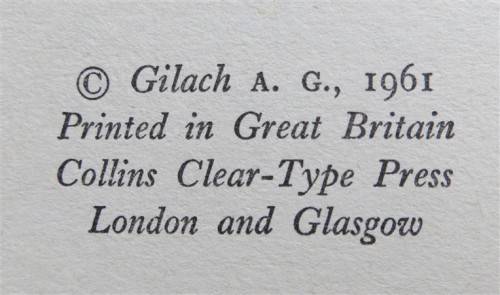 © Gilach A. G., 1961
Printed in Great Britain
Collins Clear-Type Press
London and Glasgow